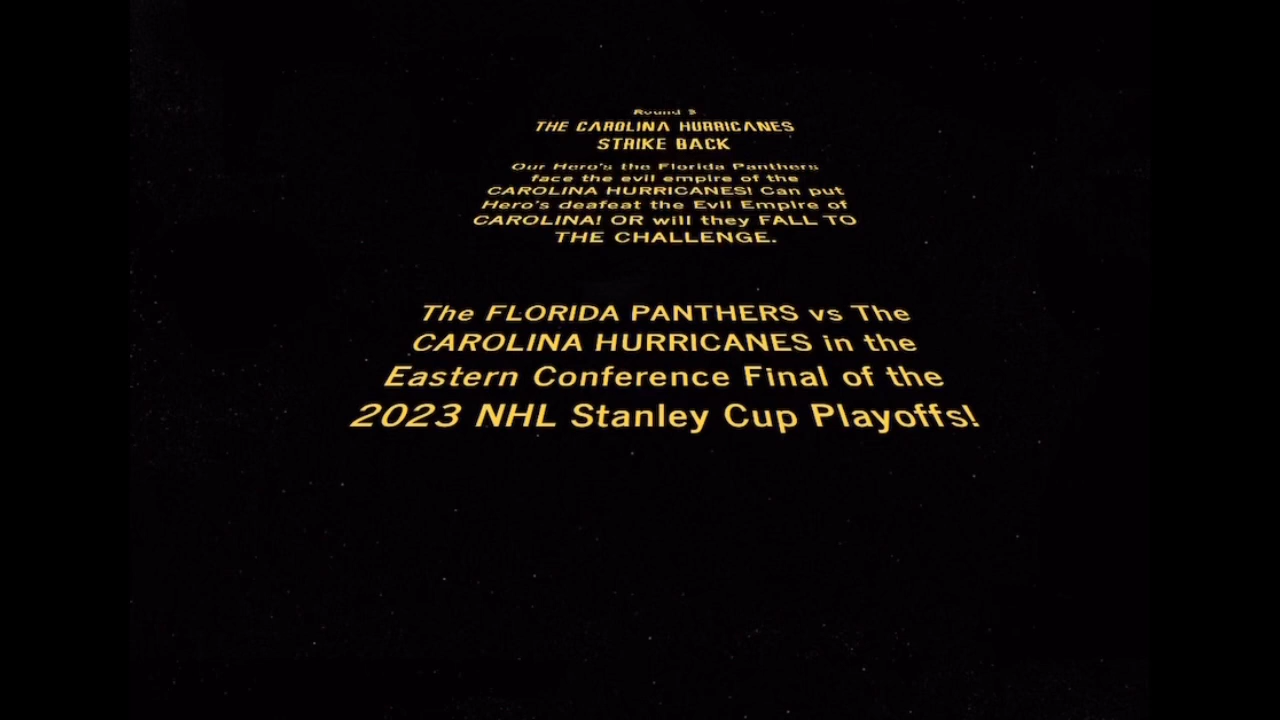 Round 3
THE CAROLINA HURRICANES
STRIKE BACK
Our Hero's the Florida Panthers
face the evil empire of the
CAROLINA HURRICANES! Can put
Hero's deafeat the Evil Empire of
CAROLINA! OR will they FALL TO
THE CHALLENGE.
The FLORIDA PANTHERS vs The
CAROLINA HURRICANES in the
Eastern Conference Final of the
2023 NHL Stanley Cup Playoffs!